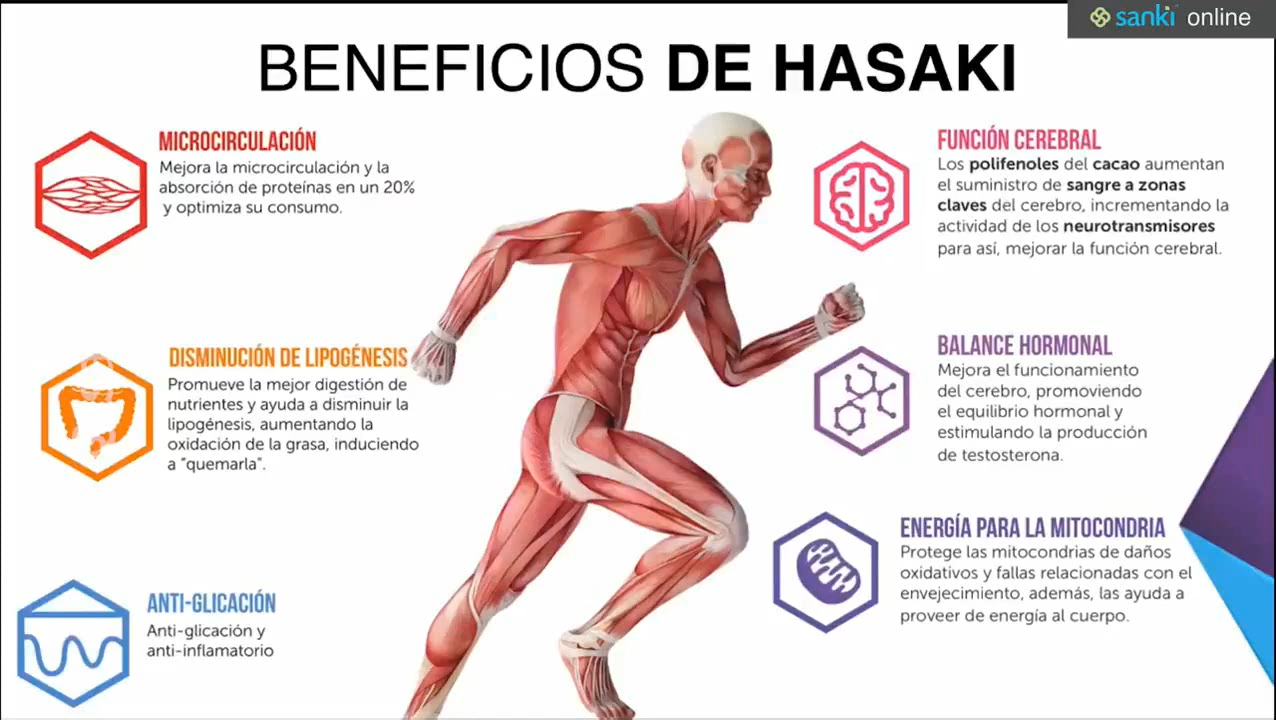 sanki online
BENEFICIOS DE HASAKI
MICROCIRCULACIÓN
Mejora la microcirculación y la
absorción de proteínas en un 20%
y optimiza su consumo.
DISMINUCIÓN DE LIPOGÉNESIS
Promueve la mejor digestión de
nutrientes y ayuda a disminuir la
lipogénesis, aumentando la
oxidación de la grasa, induciendo
a "quemarla".
ANTI-GLICACIÓN
Anti-glicación y
anti-inflamatorio
FUNCIÓN CEREBRAL
Los polifenoles del cacao aumentan
el suministro de sangre a zonas
claves del cerebro, incrementando la
actividad de los neurotransmisores
para así, mejorar la función cerebral.
BALANCE HORMONAL
Mejora el funcionamiento
del cerebro, promoviendo
el equilibrio hormonal y
estimulando la producción
de testosterona.
ENERGÍA PARA LA MITOCONDRIA
Protege las mitocondrias de daños
oxidativos y fallas relacionadas con el
envejecimiento, además, las ayuda a
proveer de energía al cuerpo.